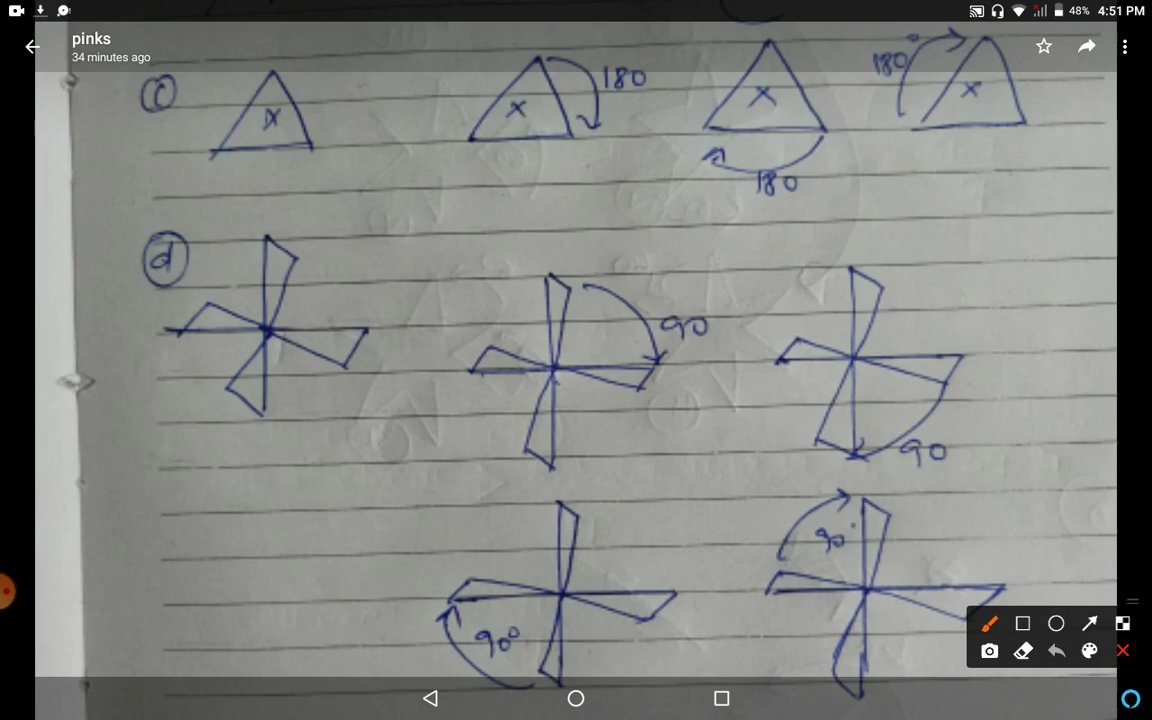 48% 4:51 PM
pinks
34 minutes ago
(c) x x 180 x 180 180° x
(d) 90 90
90° 90°